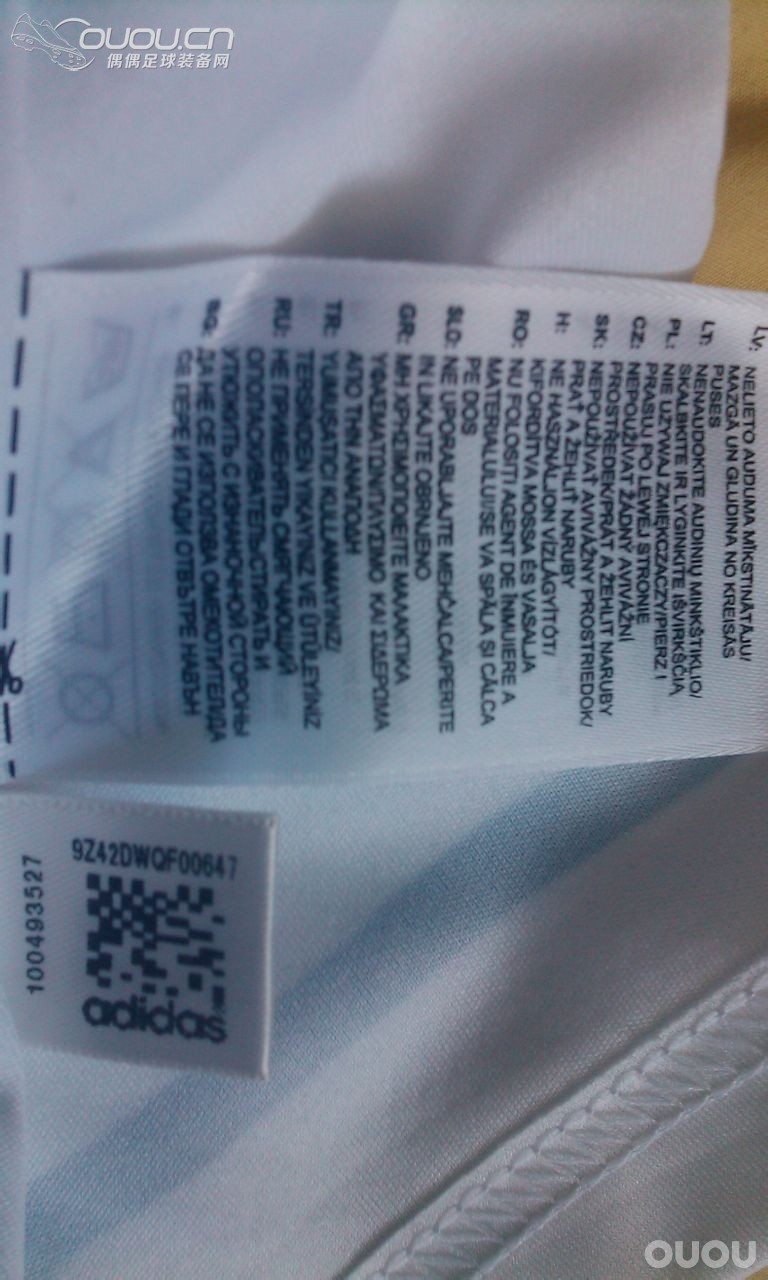 OUOU.CN
偶偶足球装备网
LV: NELIETO AUDUMA MĪKSTINĀTĀJU/
MAZGĀ UN GLUDINA NO KREISĀS
PUSES
LT: NENAUDOKITE AUDINIŲ MINKŠTIKLIO/
SKALBKITE IR LYGINKITE IŠVIRKŠČIĄ
PL: NIE UŻYWAJ ZMIĘKCZACZY/PIERZ I
PRASUJ PO LEWEJ STRONIE
CZ: NEPOUŽÍVAT ŽÁDNÝ AVIVÁŽNÍ
PROSTŘEDEK/PRÁT A ŽEHLIT NARUBY
SK: NEPOUŽÍVAŤ AVIVÁŽNY PROSTRIEDOK/
PRAŤ A ŽEHLIŤ NARUBY
H: NE HASZNÁLJON VÍZLÁGYÍTÓT/
KIFORDÍTVA MOSSA ÉS VASALJA
RO: NU FOLOSITI AGENT DE ÎNMUIERE A
MATERIALULUI/SE VA SPĂLA ŞI CĂLCA
PE DOS
SLO: NE UPORABLJAJTE MEHČALCA/PERITE
IN LIKAJTE OBRNJENO
GR: ΜΗ ΧΡΗΣΙΜΟΠΟΙΕΙΤΕ ΜΑΛΑΚΤΙΚΑ
ΥΦΑΣΜΑΤΩΝ/ΠΛΥΣΙΜΟ ΚΑΙ ΣΙΔΕΡΩΜΑ
ΑΠΟ ΤΗΝ ΑΝΑΠΟΔΗ
TR: YUMUŞATICI KULLANMAYINIZ/
TERSİNDEN YIKAYINIZ VE ÜTÜLEYİNİZ
RU: НЕ ПРИМЕНЯТЬ СМЯГЧАЮЩИЙ
ОПОЛАСКИВАТЕЛЬ/СТИРАТЬ И
УТЮЖИТЬ С ИЗНАНОЧНОЙ СТОРОНЫ
BG: ДА НЕ СЕ ИЗПОЛЗВА ОМЕКОТИТЕЛ/ДА
СЕ ПЕРЕ И ГЛАДИ ОТВЪТРЕ НАВЪН
9Z42DWQF00647
100493527
adidas
OUOU